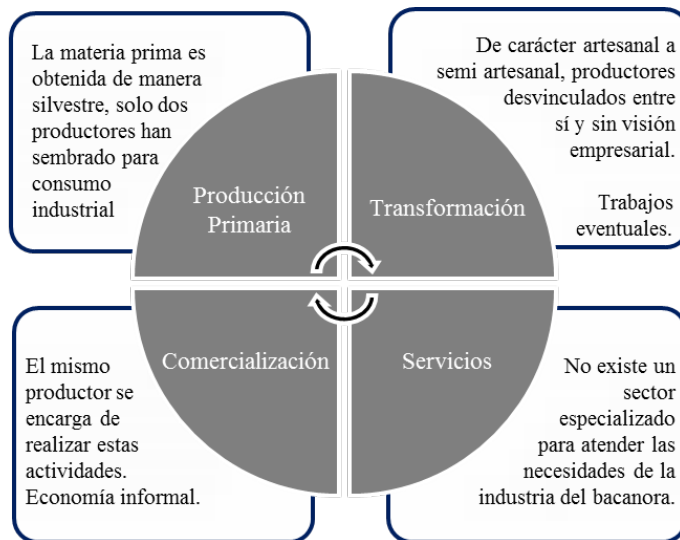 La materia prima es
obtenida de manera
silvestre, solo dos
productores han
sembrado para
consumo
industrial
De carácter artesanal a
semi artesanal, productores
desvinculados entre
sí y sin visión
empresarial.
Trabajos
eventuales.
Producción
Primaria
Transformación
Comercialización
Servicios
El mismo
productor se
encarga de
realizar estas
actividades.
Economía informal.
No existe un
sector
especializado
para atender las
necesidades de la
industria del bacanora.